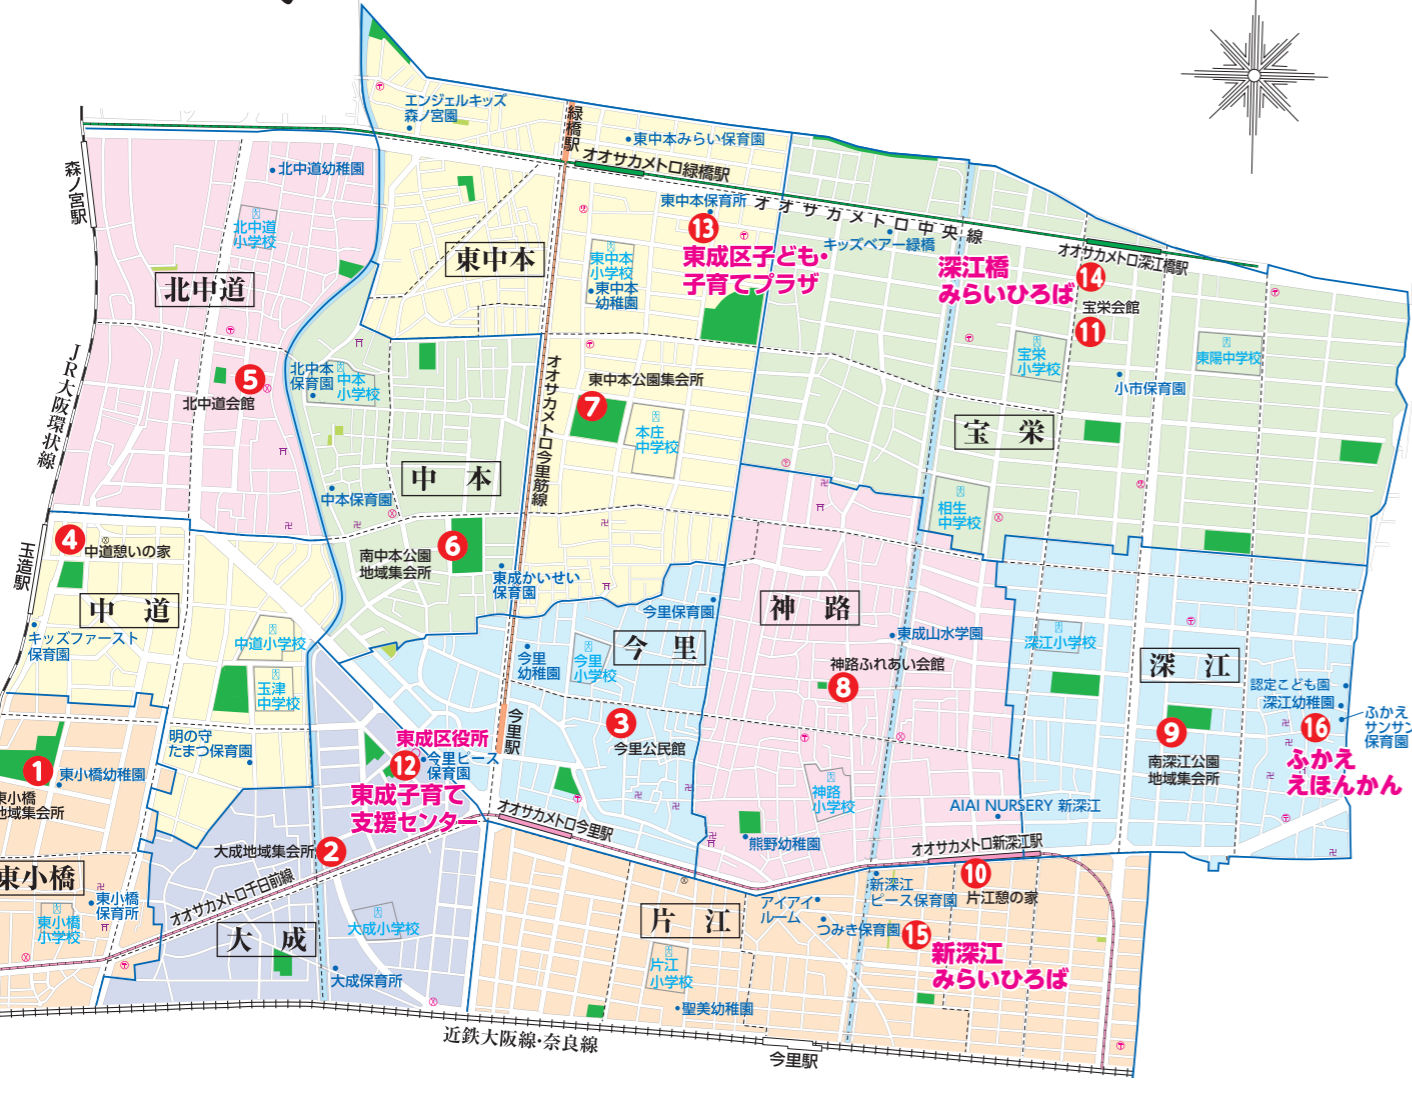 エンジェルキッズ
森ノ宮園
緑橋駅
東中本みらい保育園
オオサカメトロ緑橋駅
森ノ宮駅
北中道幼稚園
東中本保育所
オオサカメトロ中央線
13
キッズベアー緑橋
北中道
小学校
東中本
東中本
小学校
東中本
幼稚園
東成区子ども・
子育てプラザ
深江橋
みらいひろば
オオサカメトロ深江橋駅
14
北中道
宝栄会館
11
宝栄
小学校
東陽中学校
JR大阪環状線
5
北中道会館
北中本
保育園
中本
小学校
オオサカメトロ今里筋線
東中本公園集会所
7
本庄
中学校
小市保育園
宝栄
中本
中本保育園
相生
中学校
玉造駅
4
中道憩いの家
南中本公園
地域集会所
6
東成かいせい
保育園
中道
今里保育園
神路
キッズファースト
保育園
中道小学校
今里
幼稚園
今里
小学校
今里
東成山水学園
深江小学校
神路ふれあい会館
8
深江
玉津
中学校
認定こども園
深江幼稚園
ふかえ
サンサン
保育園
明の守
たまつ保育園
今里駅
3
今里公民館
9
南深江公園
地域集会所
16
ふかえ
えほんかん
東成区役所
12
今里ピース
保育園
東成子育て
支援センター
1
東小橋幼稚園
東小橋
地域集会所
神路
小学校
AIAI NURSERY 新深江
オオサカメトロ今里駅
熊野幼稚園
オオサカメトロ新深江駅
大成地域集会所
2
東小橋
オオサカメトロ千日前線
東小橋
保育所
東小橋
小学校
大成
大成小学校
大成保育所
片江
アイアイ
ルーム
新深江
ピース保育園
10
片江憩の家
つみき保育園
15
新深江
みらいひろば
片江
小学校
聖美幼稚園
近鉄大阪線・奈良線
今里駅